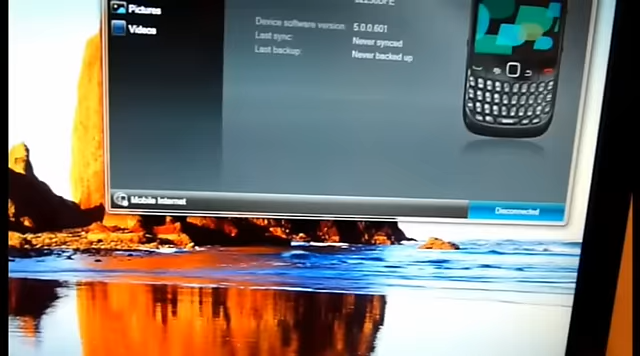 Pictures
Videos
Device software version: 5.0.0.601
Last sync: Never synced
Last backup: Never backed up
Mobile Internet
Disconnected